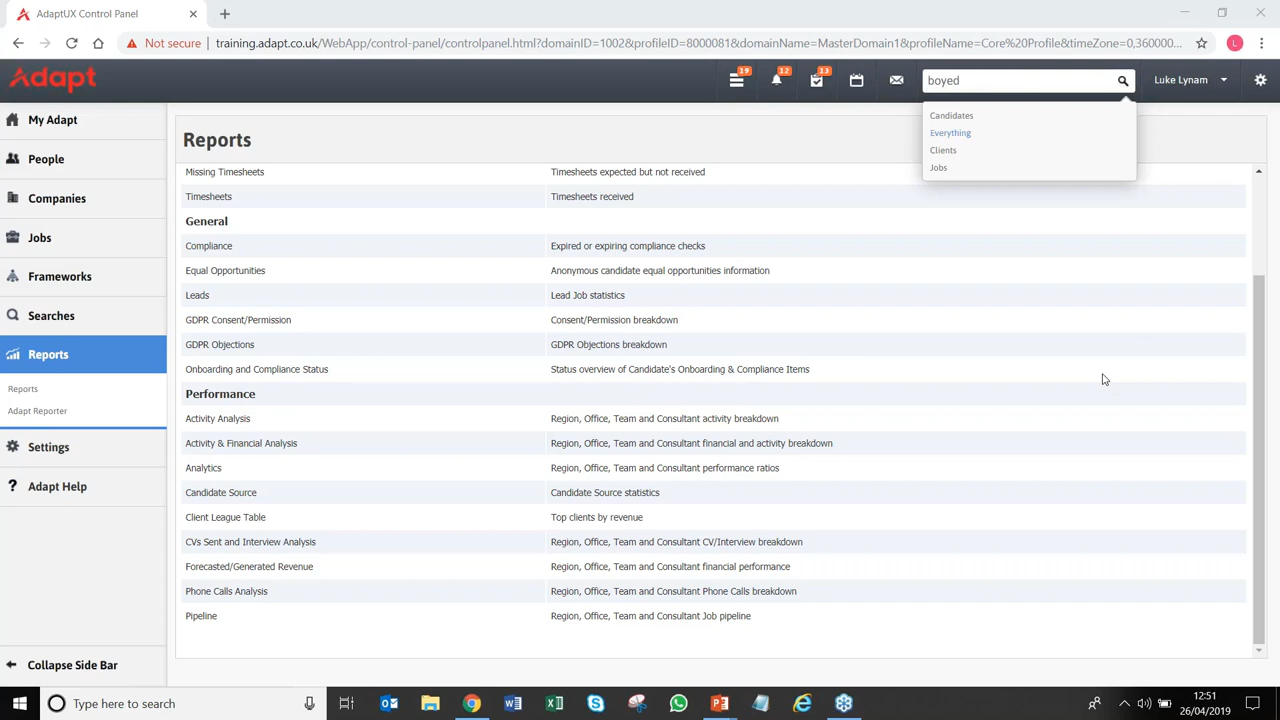 AdaptUX Control Panel
Not secure
training.adapt.co.uk/WebApp/control-panel/controlpanel.html?domainID=1002&profileID=8000081&domainName=MasterDomain1&profileName=Core%20Profile&timeZone=0,360000...
L
Adapt
19
12
13
boyed
Luke Lynam
Candidates
Everything
Clients
Jobs
My Adapt
People
Companies
Jobs
Frameworks
Searches
Reports
Reports
Adapt Reporter
Settings
Adapt Help
Collapse Side Bar
Reports
Missing Timesheets Timesheets expected but not received
Timesheets Timesheets received
General
Compliance Expired or expiring compliance checks
Equal Opportunities Anonymous candidate equal opportunities information
Leads Lead Job statistics
GDPR Consent/Permission Consent/Permission breakdown
GDPR Objections GDPR Objections breakdown
Onboarding and Compliance Status Status overview of Candidate's Onboarding & Compliance Items
Performance
Activity Analysis Region, Office, Team and Consultant activity breakdown
Activity & Financial Analysis Region, Office, Team and Consultant financial and activity breakdown
Analytics Region, Office, Team and Consultant performance ratios
Candidate Source Candidate Source statistics
Client League Table Top clients by revenue
CVs Sent and Interview Analysis Region, Office, Team and Consultant CV/Interview breakdown
Forecasted/Generated Revenue Region, Office, Team and Consultant financial performance
Phone Calls Analysis Region, Office, Team and Consultant Phone Calls breakdown
Pipeline Region, Office, Team and Consultant Job pipeline
Type here to search
12:51
26/04/2019